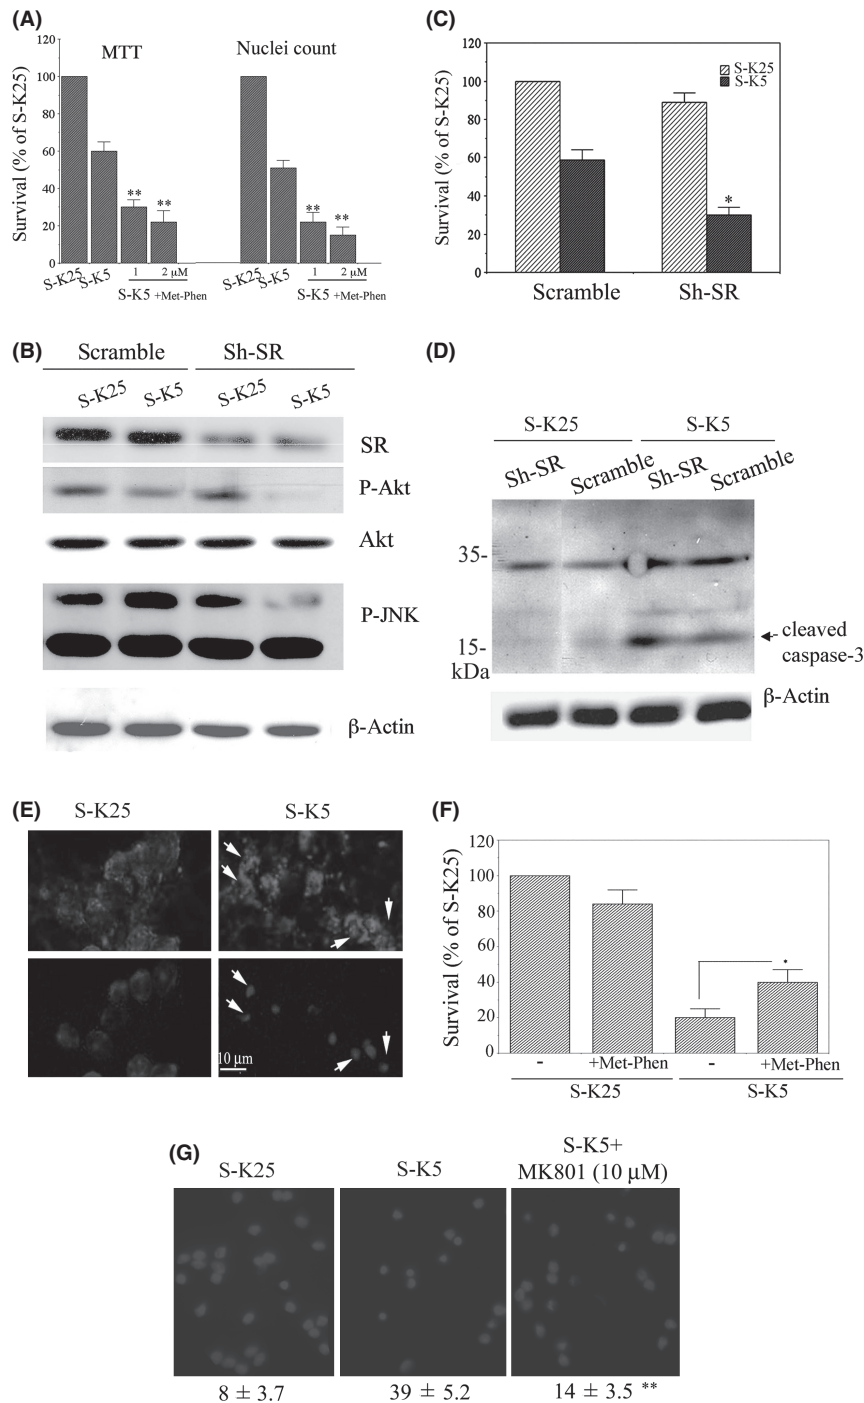 (A)
MTT
Nuclei count
Survival (% of S-K25)
120
100
80
60
40
20
0
**
**
**
**
S-K25
S-K5
1
2 μM
S-K5 +Met-Phen
S-K25
S-K5
1
2 μM
S-K5 +Met-Phen
(C)
Survival (% of S-K25)
120
100
80
60
40
20
0
S-K25
S-K5
*
Scramble
Sh-SR
(B)
Scramble
Sh-SR
S-K25
S-K5
S-K25
S-K5
SR
P-Akt
Akt
P-JNK
β-Actin
(D)
S-K25
S-K5
Sh-SR
Scramble
Sh-SR
Scramble
35-
15-
kDa
cleaved
caspase-3
β-Actin
(E)
S-K25
S-K5
10 μm
(F)
Survival (% of S-K25)
120
100
80
60
40
20
0
*
-
+Met-Phen
-
+Met-Phen
S-K25
S-K5
(G)
S-K25
S-K5
S-K5+
MK801 (10 μM)
8 ± 3.7
39 ± 5.2
14 ± 3.5 **